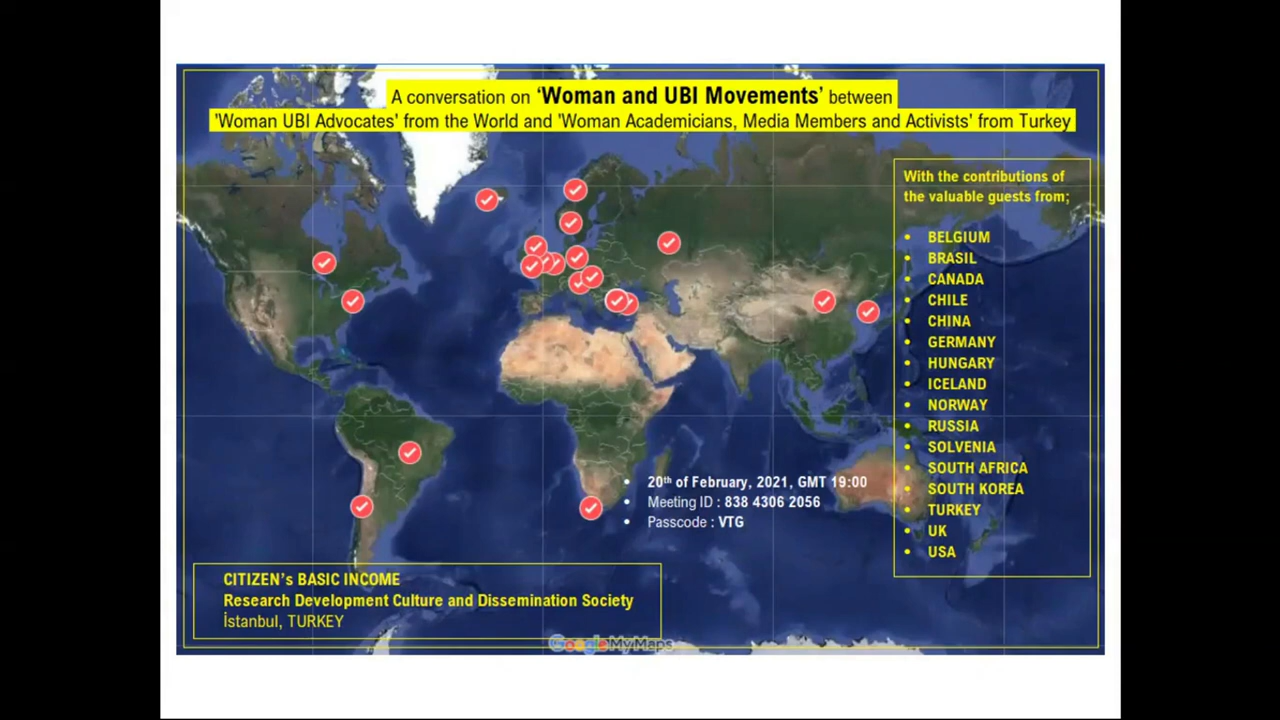 A conversation on ‘Woman and UBI Movements’ between
'Woman UBI Advocates' from the World and 'Woman Academicians, Media Members and Activists' from Turkey
With the contributions of
the valuable guests from;
• BELGIUM
• BRASIL
• CANADA
• CHILE
• CHINA
• GERMANY
• HUNGARY
• ICELAND
• NORWAY
• RUSSIA
• SOLVENIA
• SOUTH AFRICA
• SOUTH KOREA
• TURKEY
• UK
• USA
• 20th of February, 2021, GMT 19:00
• Meeting ID : 838 4306 2056
• Passcode : VTG
CITIZEN’s BASIC INCOME
Research Development Culture and Dissemination Society
İstanbul, TURKEY
Google My Maps